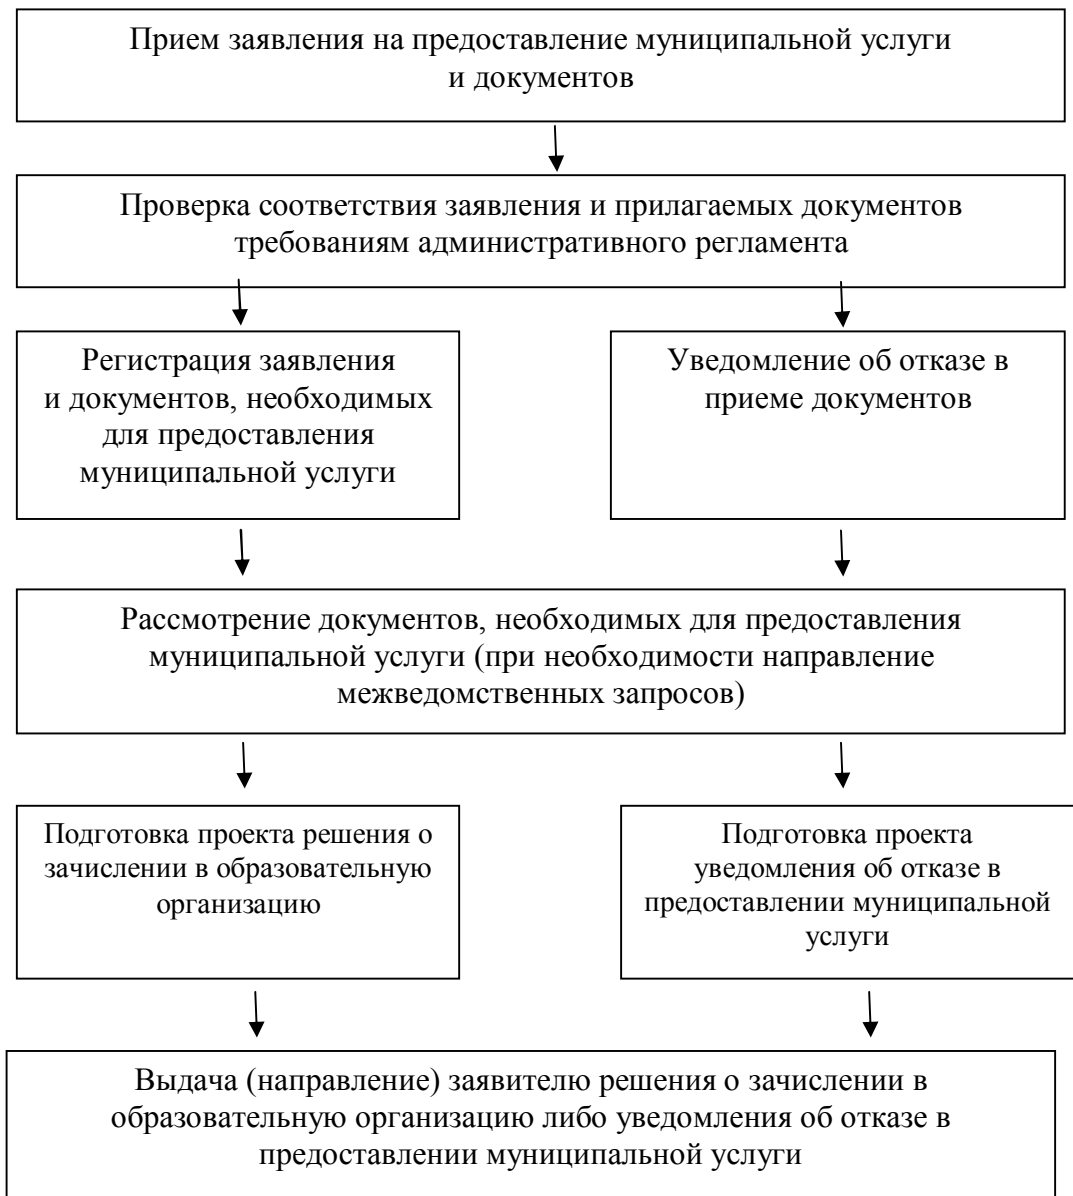 Прием заявления на предоставление муниципальной услуги
и документов
Проверка соответствия заявления и прилагаемых документов
требованиям административного регламента
Регистрация заявления
и документов, необходимых
для предоставления
муниципальной услуги
Уведомление об отказе в
приеме документов
Рассмотрение документов, необходимых для предоставления
муниципальной услуги (при необходимости направление
межведомственных запросов)
Подготовка проекта решения о
зачислении в образовательную
организацию
Подготовка проекта
уведомления об отказе в
предоставлении муниципальной
услуги
Выдача (направление) заявителю решения о зачислении в
образовательную организацию либо уведомления об отказе в
предоставлении муниципальной услуги